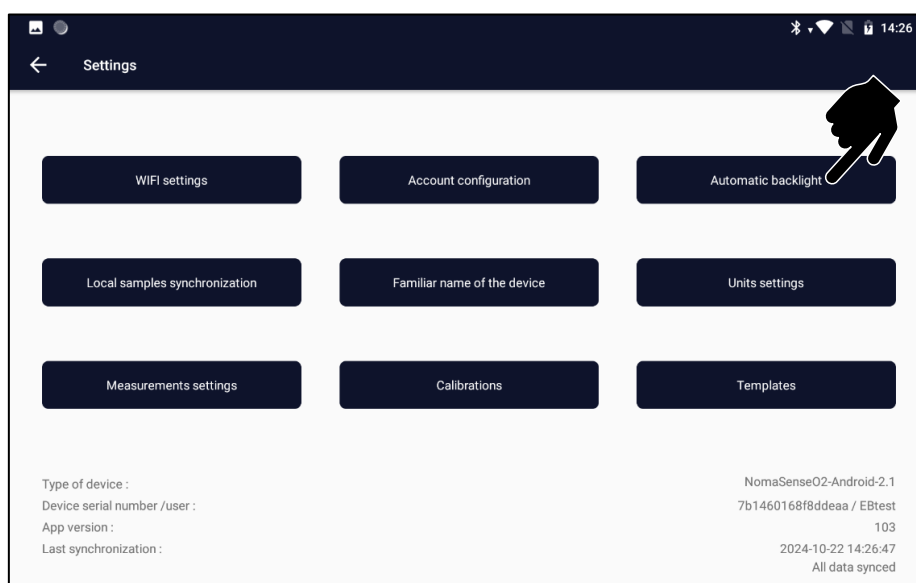 14:26
Settings
WIFI settings
Account configuration
Automatic backlight
Local samples synchronization
Familiar name of the device
Units settings
Measurements settings
Calibrations
Templates
Type of device : NomaSenseO2-Android-2.1
Device serial number /user : 7b1460168f8ddeaa / EBtest
App version : 103
Last synchronization : 2024-10-22 14:26:47
All data synced